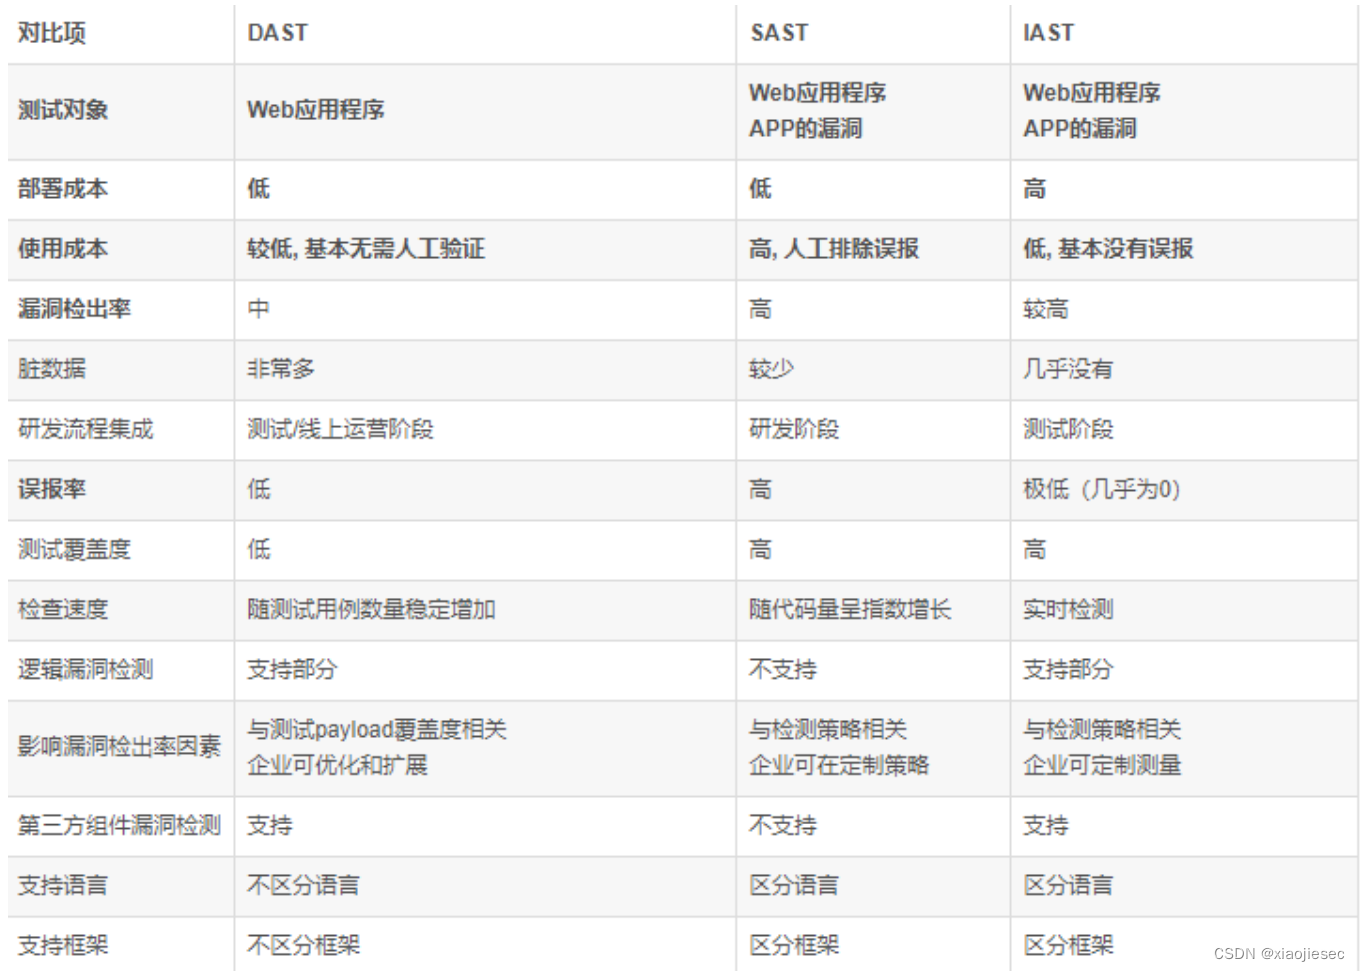 对比项 DAST SAST IAST
测试对象 Web应用程序 Web应用程序 Web应用程序
APP的漏洞 APP的漏洞
部署成本 低 低 高
使用成本 较低, 基本无需人工验证 高, 人工排除误报 低, 基本没有误报
漏洞检出率 中 高 较高
脏数据 非常多 较少 几乎没有
研发流程集成 测试/线上运营阶段 研发阶段 测试阶段
误报率 低 高 极低（几乎为0）
测试覆盖度 低 高 高
检查速度 随测试用例数量稳定增加 随代码量呈指数增长 实时检测
逻辑漏洞检测 支持部分 不支持 支持部分
影响漏洞检出率因素 与测试payload覆盖度相关 与检测策略相关 与检测策略相关
企业可优化和扩展 企业可在定制策略 企业可定制测量
第三方组件漏洞检测 支持 不支持 支持
支持语言 不区分语言 区分语言 区分语言
支持框架 不区分框架 区分框架 区分框架
CSDN @xiaojiesec